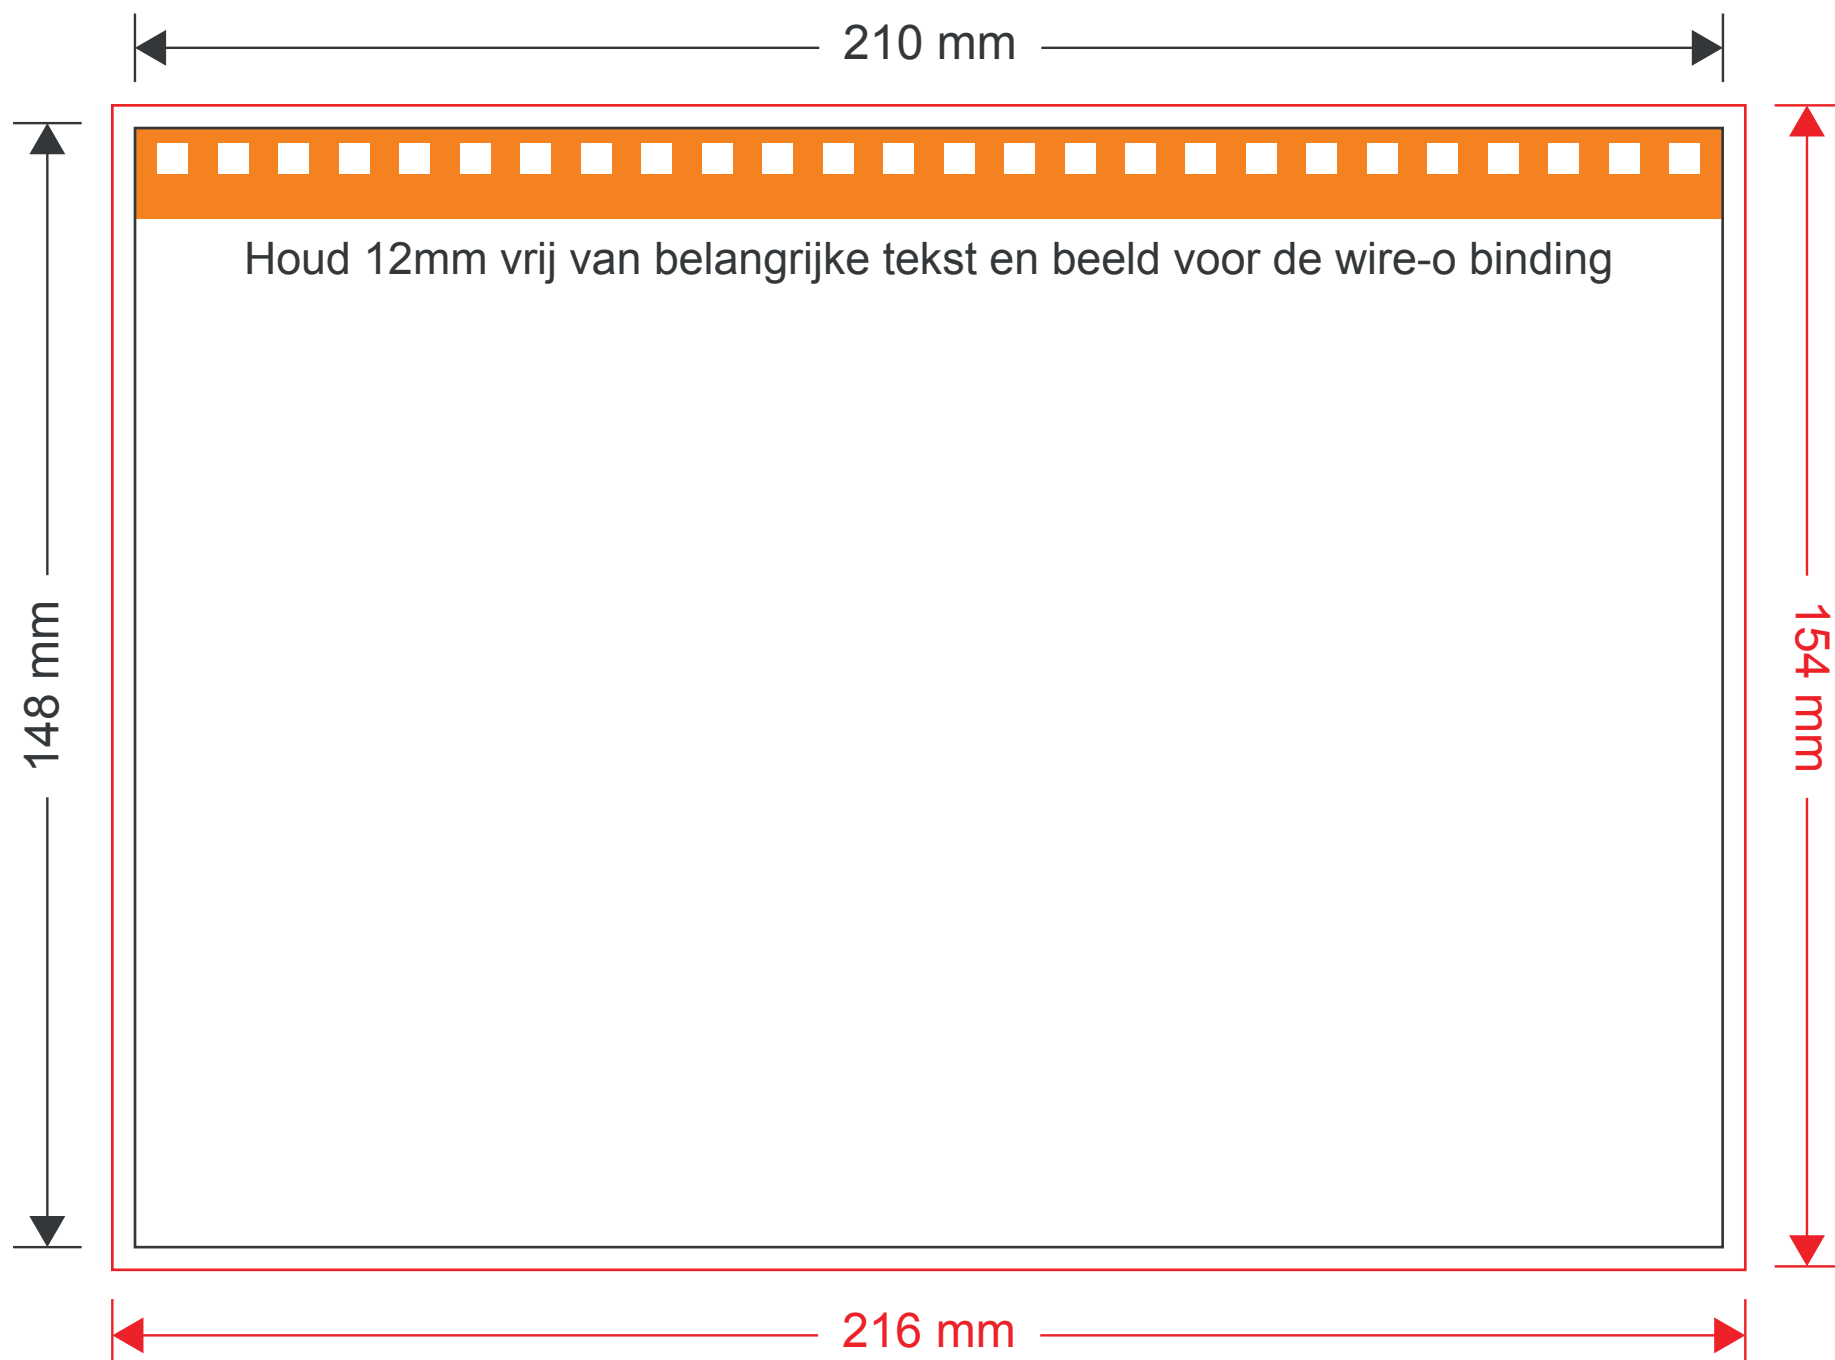 210 mm
Houd 12mm vrij van belangrijke tekst en beeld voor de wire-o binding
148 mm
154 mm
216 mm